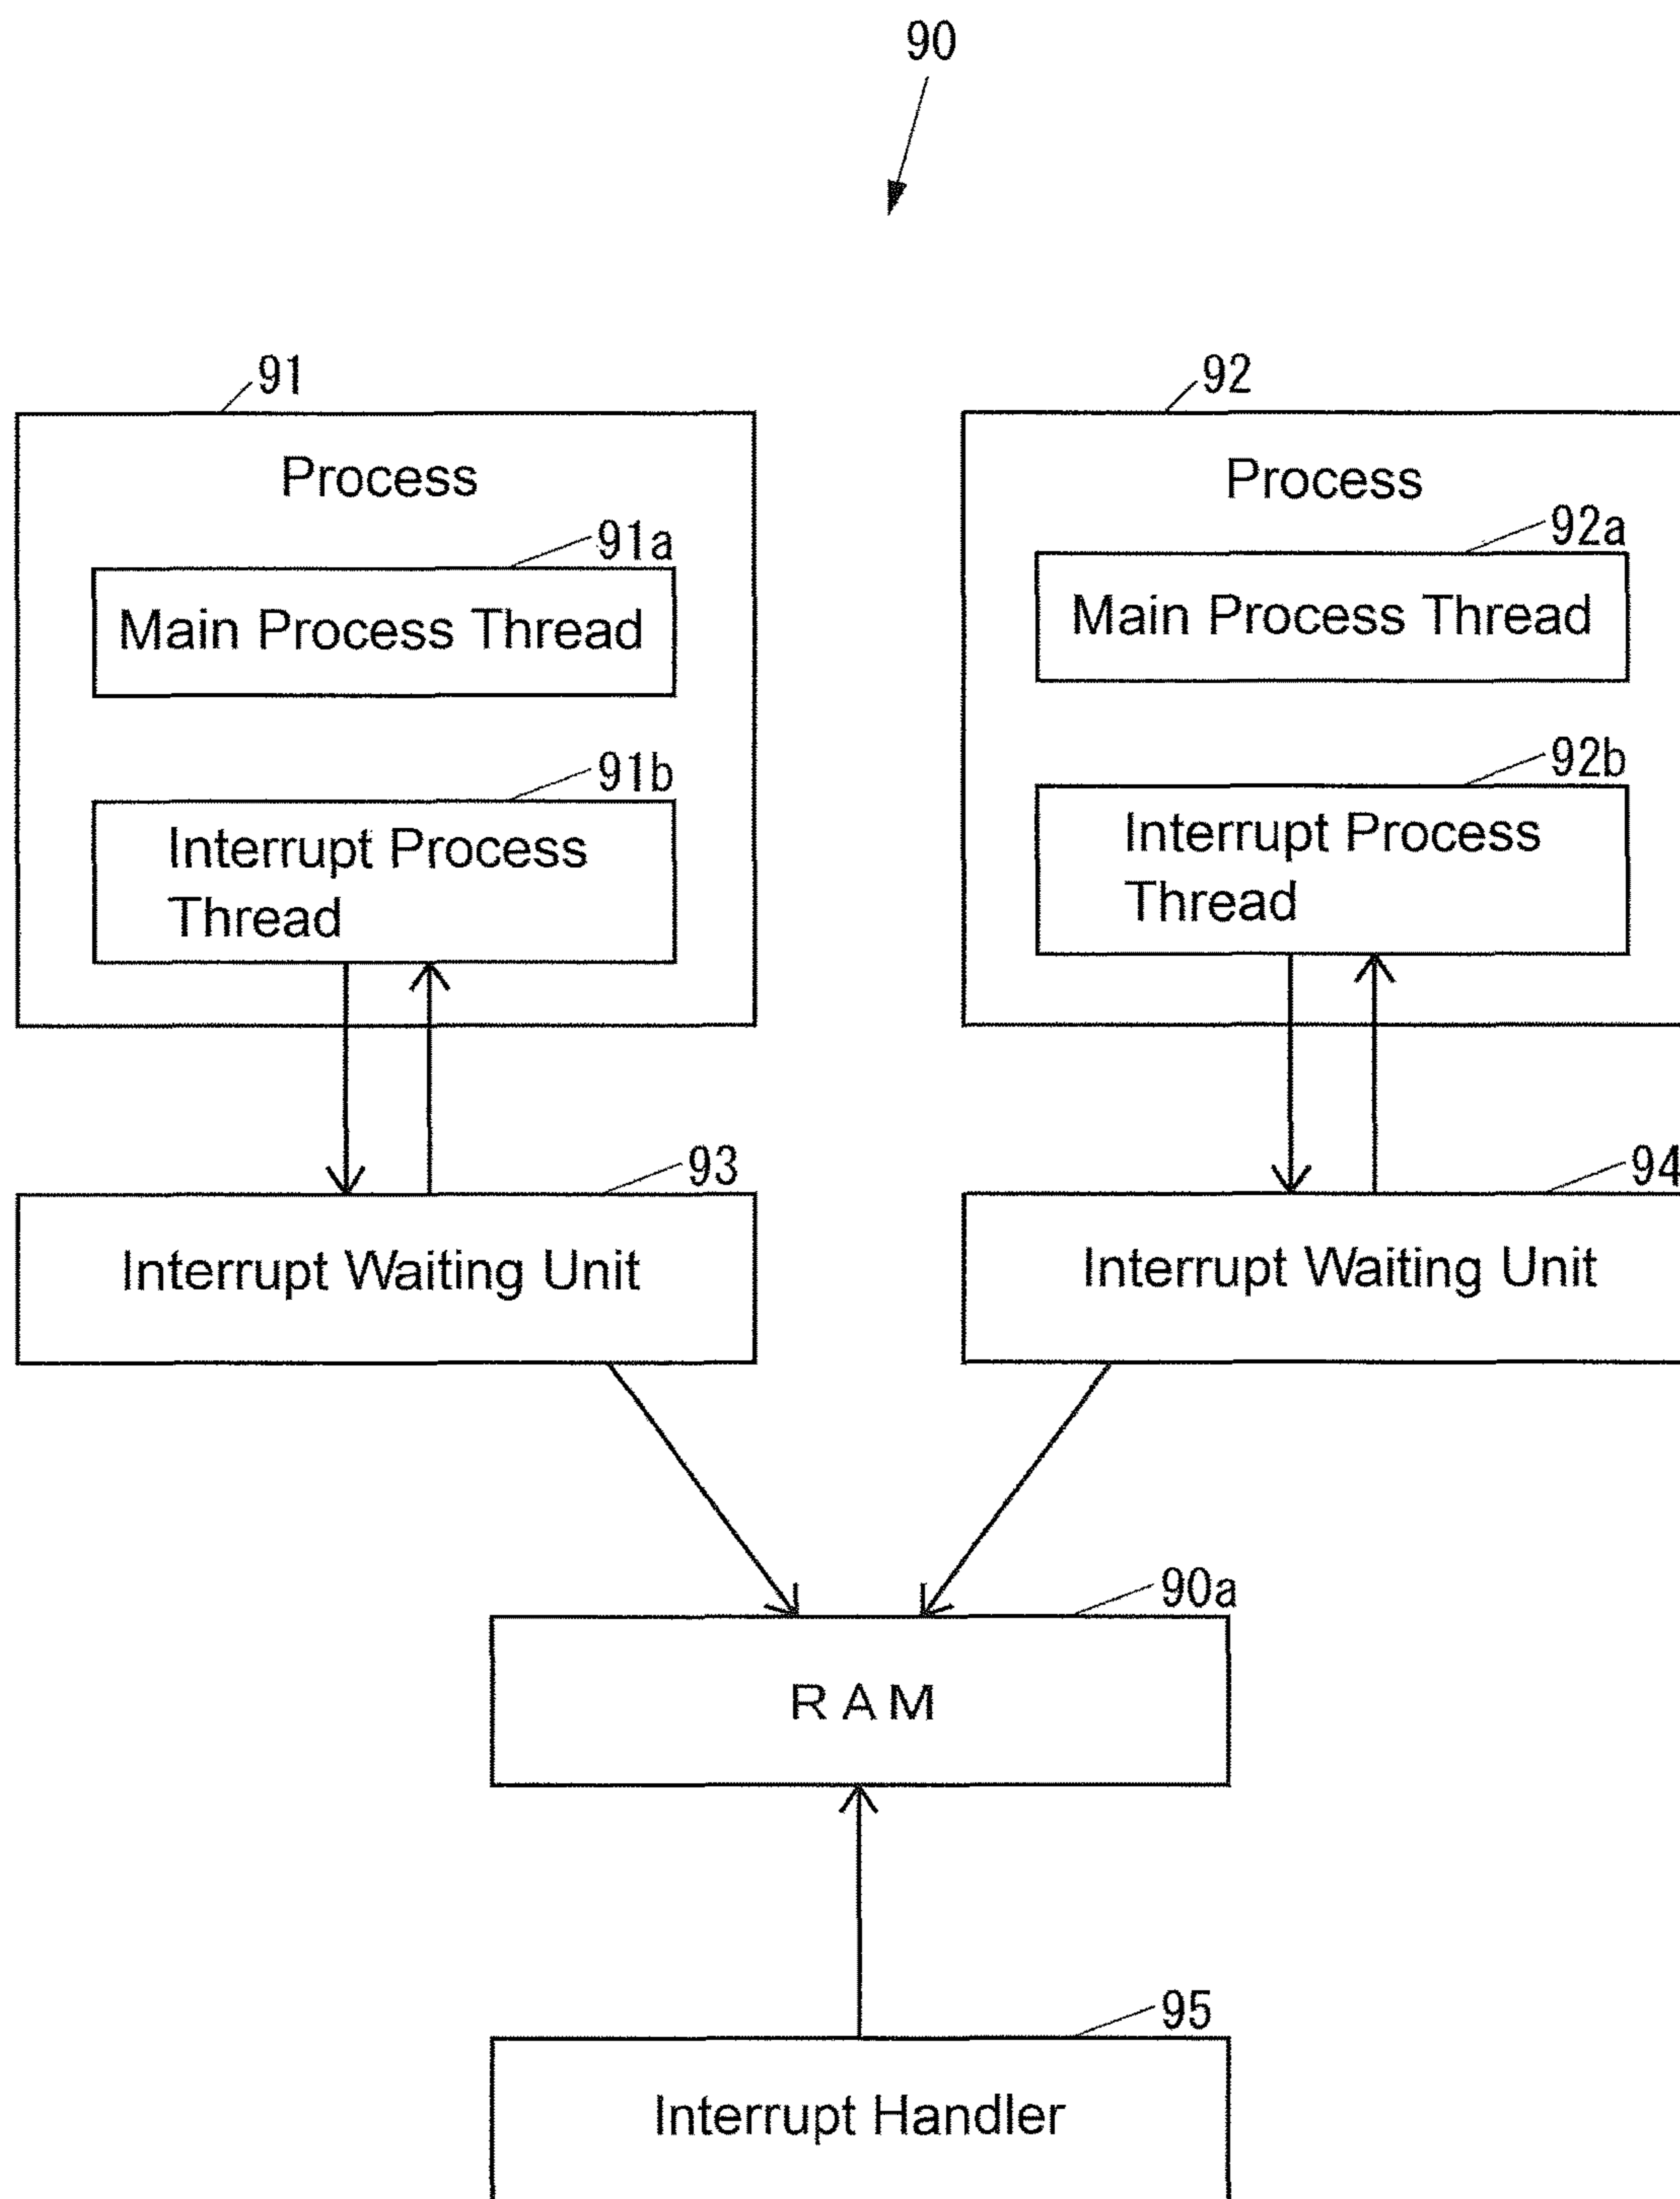 90
91
Process
91a
Main Process Thread
91b
Interrupt Process
Thread
92
Process
92a
Main Process Thread
92b
Interrupt Process
Thread
93
Interrupt Waiting Unit
94
Interrupt Waiting Unit
90a
RAM
95
Interrupt Handler